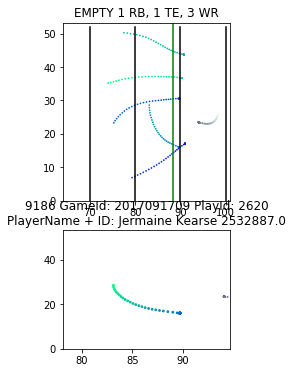 EMPTY 1 RB, 1 TE, 3 WR
50
40
30
20
10
0
70 80 90 100
9186 GameId: 2017091709 PlayId: 2620
PlayerName + ID: Jermaine Kearse 2532887.0
40
20
0
80 85 90